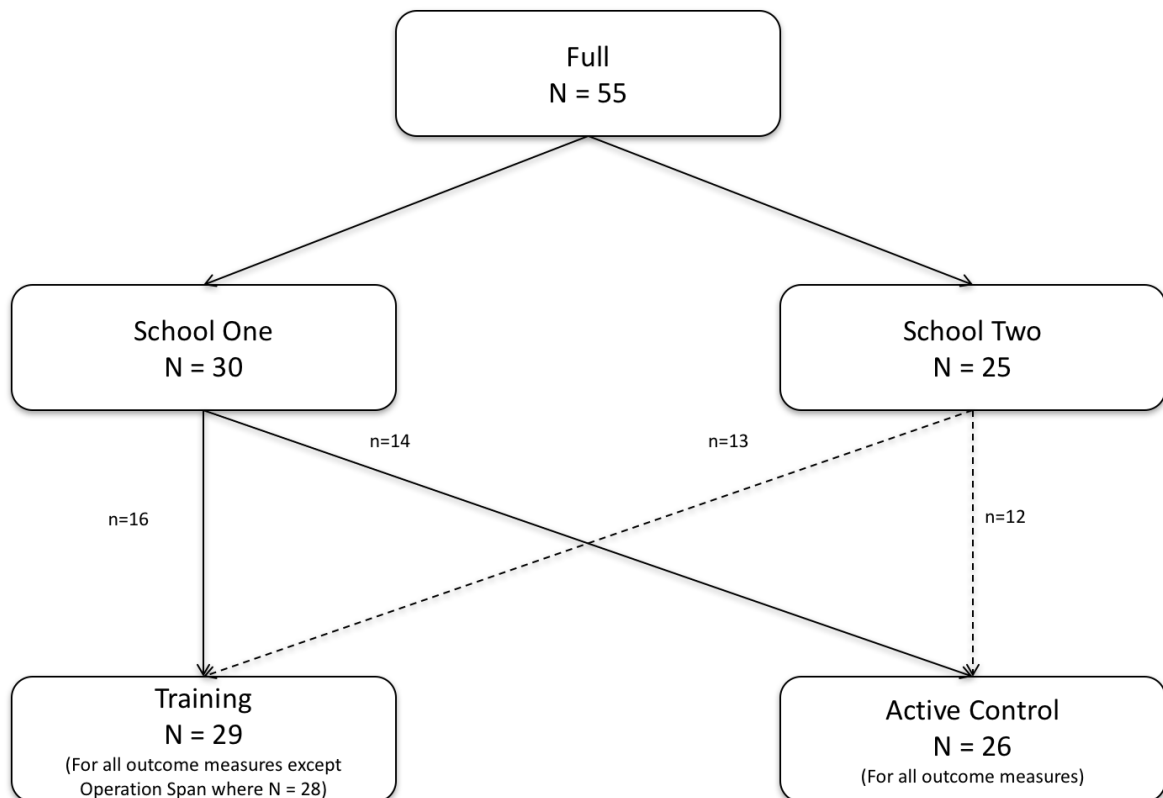 Full
N = 55
School One
N = 30
School Two
N = 25
n=14
n=13
n=16
n=12
Training
N = 29
(For all outcome measures except
Operation Span where N = 28)
Active Control
N = 26
(For all outcome measures)